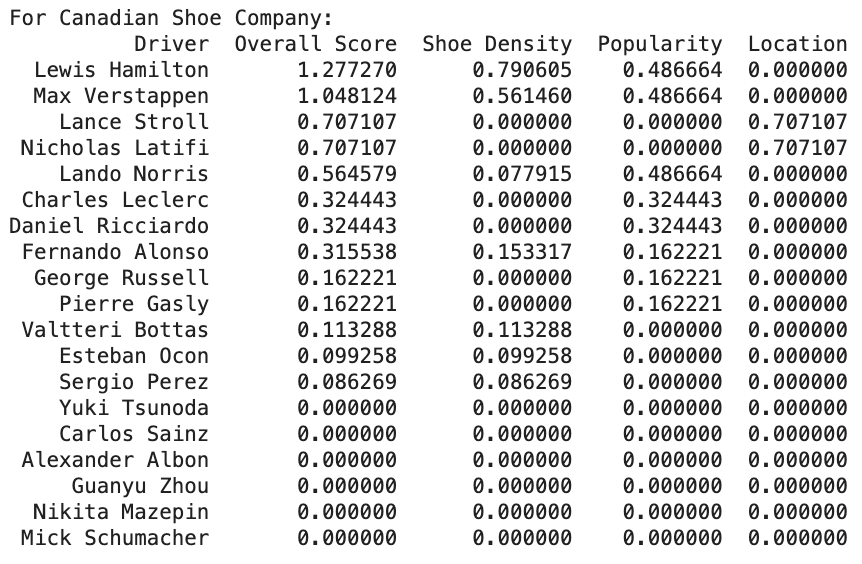 For Canadian Shoe Company:
Driver Overall Score Shoe Density Popularity Location
Lewis Hamilton 1.277270 0.790605 0.486664 0.000000
Max Verstappen 1.048124 0.561460 0.486664 0.000000
Lance Stroll 0.707107 0.000000 0.000000 0.707107
Nicholas Latifi 0.707107 0.000000 0.000000 0.707107
Lando Norris 0.564579 0.077915 0.486664 0.000000
Charles Leclerc 0.324443 0.000000 0.324443 0.000000
Daniel Ricciardo 0.324443 0.000000 0.324443 0.000000
Fernando Alonso 0.315538 0.153317 0.162221 0.000000
George Russell 0.162221 0.000000 0.162221 0.000000
Pierre Gasly 0.162221 0.000000 0.162221 0.000000
Valtteri Bottas 0.113288 0.113288 0.000000 0.000000
Esteban Ocon 0.099258 0.099258 0.000000 0.000000
Sergio Perez 0.086269 0.086269 0.000000 0.000000
Yuki Tsunoda 0.000000 0.000000 0.000000 0.000000
Carlos Sainz 0.000000 0.000000 0.000000 0.000000
Alexander Albon 0.000000 0.000000 0.000000 0.000000
Guanyu Zhou 0.000000 0.000000 0.000000 0.000000
Nikita Mazepin 0.000000 0.000000 0.000000 0.000000
Mick Schumacher 0.000000 0.000000 0.000000 0.000000